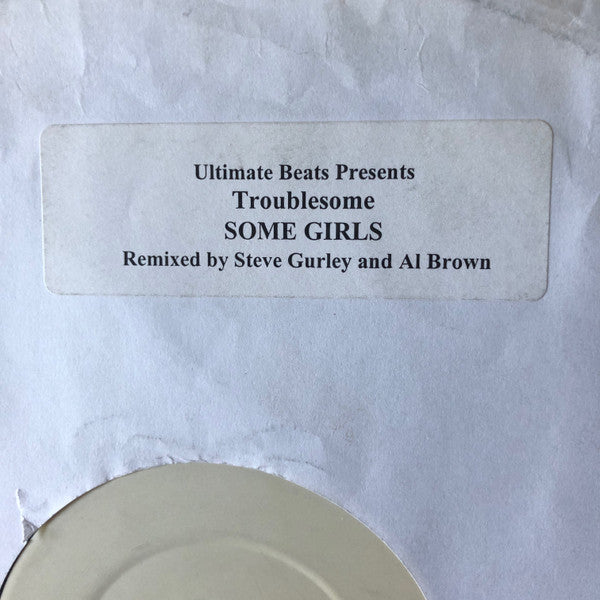 Ultimate Beats Presents
Troublesome
SOME GIRLS
Remixed by Steve Gurley and Al Brown